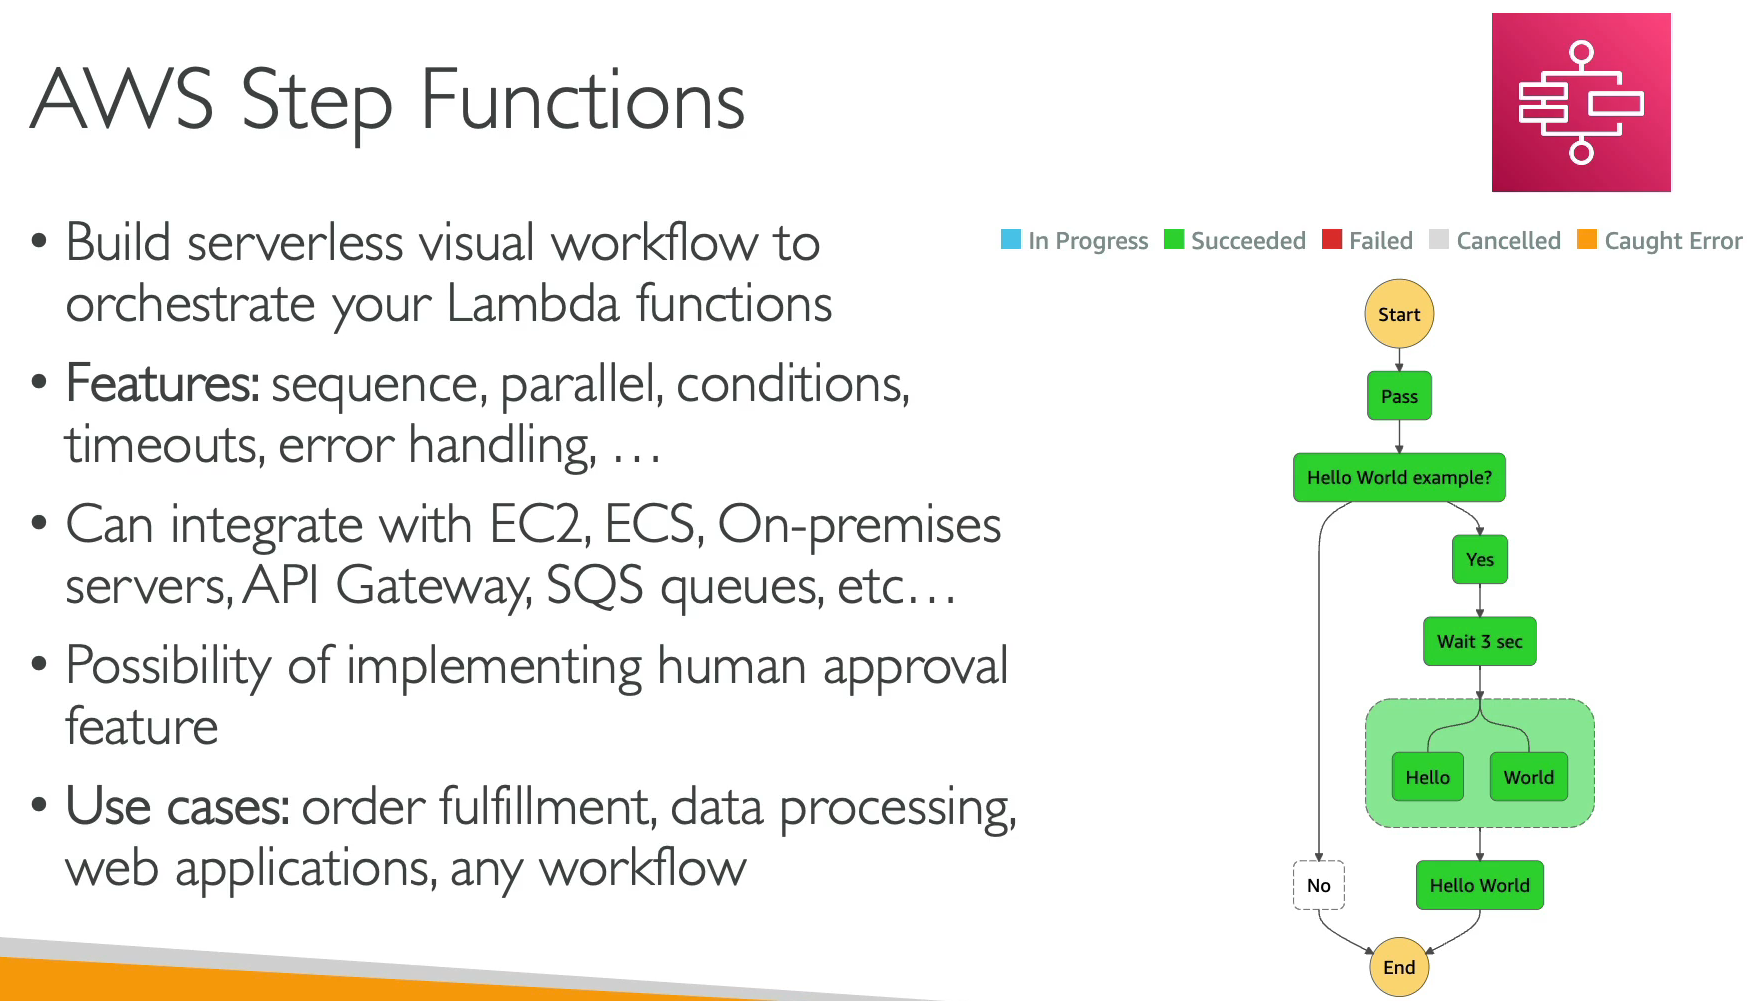 AWS Step Functions
• Build serverless visual workflow to
orchestrate your Lambda functions
• Features: sequence, parallel, conditions,
timeouts, error handling, …
• Can integrate with EC2, ECS, On-premises
servers, API Gateway, SQS queues, etc…
• Possibility of implementing human approval
feature
• Use cases: order fulfillment, data processing,
web applications, any workflow
In Progress Succeeded Failed Cancelled Caught Error
Start
Pass
Hello World example?
Yes
Wait 3 sec
Hello World
No Hello World
End